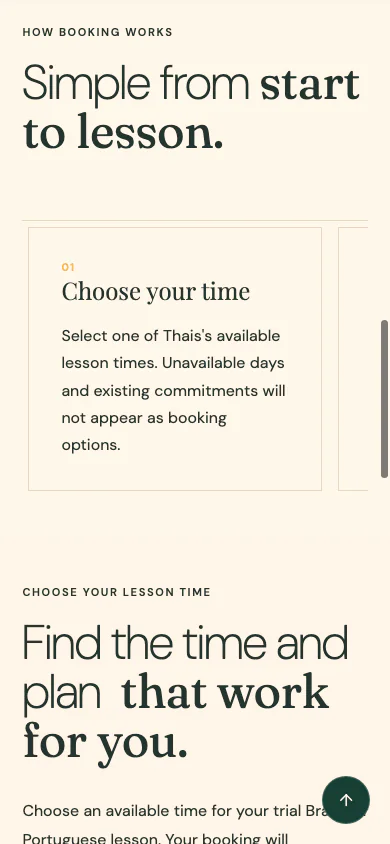 HOW BOOKING WORKS
Simple from start
to lesson.
01
Choose your time
Select one of Thais's available
lesson times. Unavailable days
and existing commitments will
not appear as booking
options.
CHOOSE YOUR LESSON TIME
Find the time and
plan that work
for you.
Choose an available time for your trial
Portuguese lesson. Your booking will